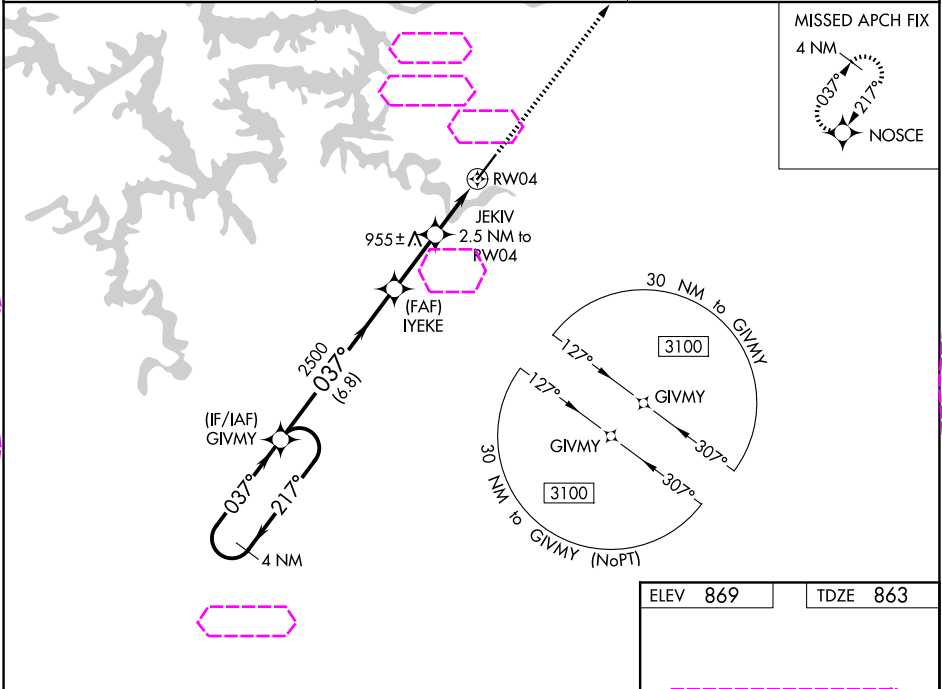 MISSED APCH FIX
4 NM
037°
217°
NOSCE
RW04
JEKIV
2.5 NM to
RW04
955±
(FAF)
IYEKE
2500
037°
(6.8)
(IF/IAF)
GIVMY
037°
217°
4 NM
30 NM to GIVMY
3100
127°
GIVMY
307°
127°
GIVMY
307°
3100
30 NM to GIVMY (NoPT)
ELEV 869
TDZE 863